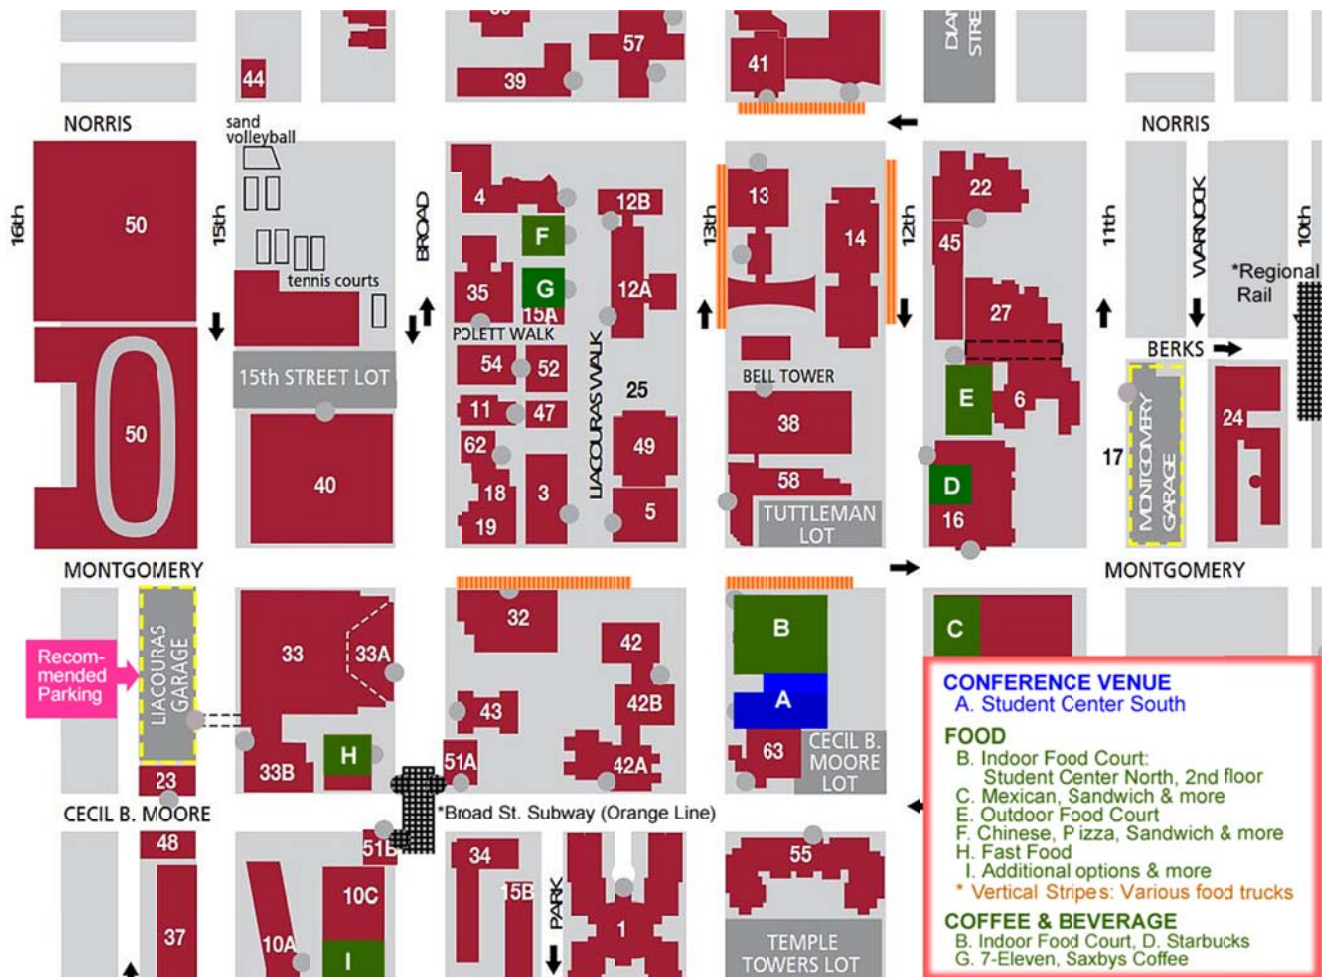 57
41
DIAN
STRE
44
39
NORRIS
NORRIS
sand
volleyball
16th
50
15th
BROAD
4
12B
F
13th
13
14
12th
22
45
11th
WARNOCK
10th
*Regional
Rail
tennis courts
35
G
15A
12A
27
POLETT WALK
BERKS
15th STREET LOT
54
52
LIACOURAS WALK
25
BELL TOWER
E
6
11
47
38
24
50
62
49
17
MONTGOMERY
GARAGE
40
18
3
58
D
19
5
TUTTLEMAN
LOT
16
MONTGOMERY
MONTGOMERY
32
B
C
42
Recom-
mended
Parking
LIACOURAS
GARAGE
33
33A
43
42B
A
H
51A
42A
63
CECIL B.
MOORE
LOT
23
33B
CECIL B. MOORE
*Broad St. Subway (Orange Line)
48
51B
34
55
37
10A
10C
15B
PARK
1
I
TEMPLE
TOWERS LOT
CONFERENCE VENUE
A. Student Center South
FOOD
B. Indoor Food Court:
Student Center North, 2nd floor
C. Mexican, Sandwich & more
E. Outdoor Food Court
F. Chinese, Pizza, Sandwich & more
H. Fast Food
I. Additional options & more
* Vertical Stripes: Various food trucks
COFFEE & BEVERAGE
B. Indoor Food Court, D. Starbucks
G. 7-Eleven, Saxbys Coffee